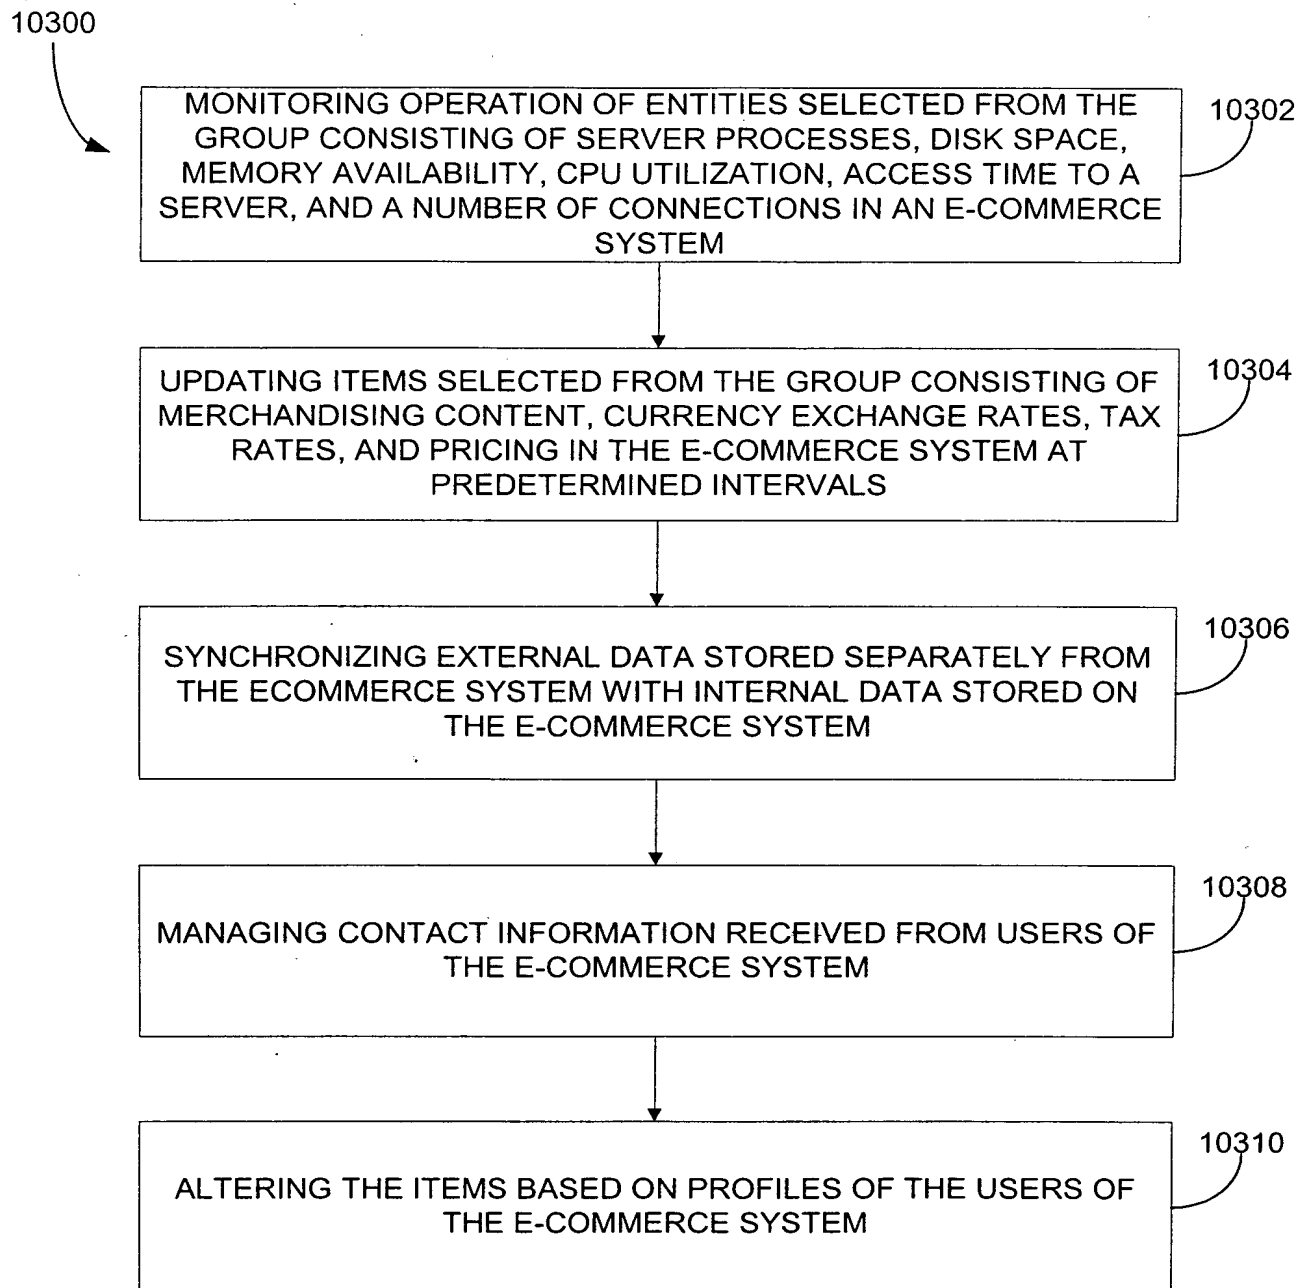 10300
MONITORING OPERATION OF ENTITIES SELECTED FROM THE
GROUP CONSISTING OF SERVER PROCESSES, DISK SPACE,
MEMORY AVAILABILITY, CPU UTILIZATION, ACCESS TIME TO A
SERVER, AND A NUMBER OF CONNECTIONS IN AN E-COMMERCE
SYSTEM
10302
UPDATING ITEMS SELECTED FROM THE GROUP CONSISTING OF
MERCHANDISING CONTENT, CURRENCY EXCHANGE RATES, TAX
RATES, AND PRICING IN THE E-COMMERCE SYSTEM AT
PREDETERMINED INTERVALS
10304
SYNCHRONIZING EXTERNAL DATA STORED SEPARATELY FROM
THE ECOMMERCE SYSTEM WITH INTERNAL DATA STORED ON
THE E-COMMERCE SYSTEM
10306
MANAGING CONTACT INFORMATION RECEIVED FROM USERS OF
THE E-COMMERCE SYSTEM
10308
ALTERING THE ITEMS BASED ON PROFILES OF THE USERS OF
THE E-COMMERCE SYSTEM
10310